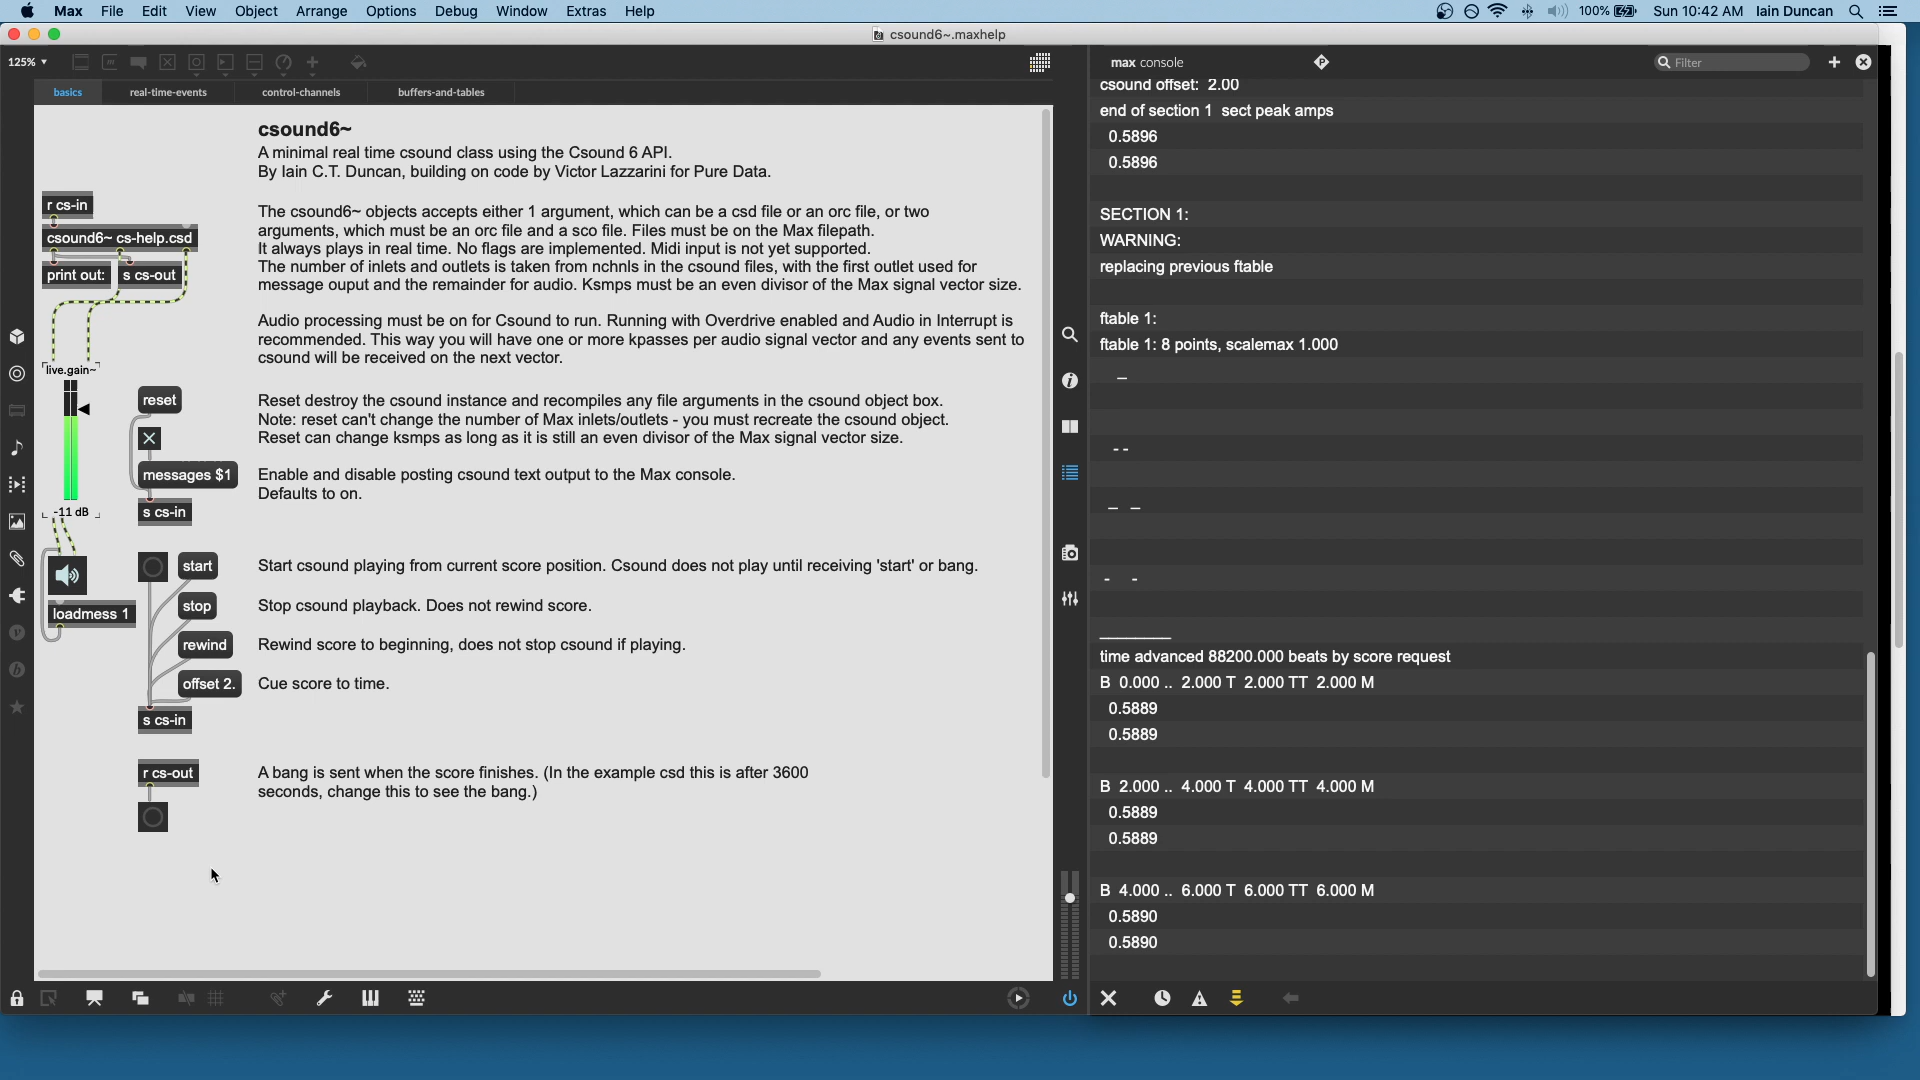 Max File Edit View Object Arrange Options Debug Window Extras Help
100% Sun 10:42 AM Iain Duncan
csound6~.maxhelp
125%
basics real-time-events control-channels buffers-and-tables
csound6~
A minimal real time csound class using the Csound 6 API.
By Iain C.T. Duncan, building on code by Victor Lazzarini for Pure Data.
r cs-in
csound6~ cs-help.csd
print out: s cs-out
The csound6~ objects accepts either 1 argument, which can be a csd file or an orc file, or two
arguments, which must be an orc file and a sco file. Files must be on the Max filepath.
It always plays in real time. No flags are implemented. Midi input is not yet supported.
The number of inlets and outlets is taken from nchnls in the csound files, with the first outlet used for
message ouput and the remainder for audio. Ksmps must be an even divisor of the Max signal vector size.
Audio processing must be on for Csound to run. Running with Overdrive enabled and Audio in Interrupt is
recommended. This way you will have one or more kpasses per audio signal vector and any events sent to
csound will be received on the next vector.
live.gain~
-11 dB
loadmess 1
reset
Reset destroy the csound instance and recompiles any file arguments in the csound object box.
Note: reset can't change the number of Max inlets/outlets - you must recreate the csound object.
Reset can change ksmps as long as it is still an even divisor of the Max signal vector size.
messages $1
Enable and disable posting csound text output to the Max console.
Defaults to on.
s cs-in
start
Start csound playing from current score position. Csound does not play until receiving 'start' or bang.
stop
Stop csound playback. Does not rewind score.
rewind
Rewind score to beginning, does not stop csound if playing.
offset 2.
Cue score to time.
s cs-in
r cs-out
A bang is sent when the score finishes. (In the example csd this is after 3600
seconds, change this to see the bang.)
max console
Filter
csound offset: 2.00
end of section 1 sect peak amps
0.5896
0.5896
SECTION 1:
WARNING:
replacing previous ftable
ftable 1:
ftable 1: 8 points, scalemax 1.000
_
- -
_ _
- -
________
time advanced 88200.000 beats by score request
B 0.000 .. 2.000 T 2.000 TT 2.000 M
0.5889
0.5889
B 2.000 .. 4.000 T 4.000 TT 4.000 M
0.5889
0.5889
B 4.000 .. 6.000 T 6.000 TT 6.000 M
0.5890
0.5890